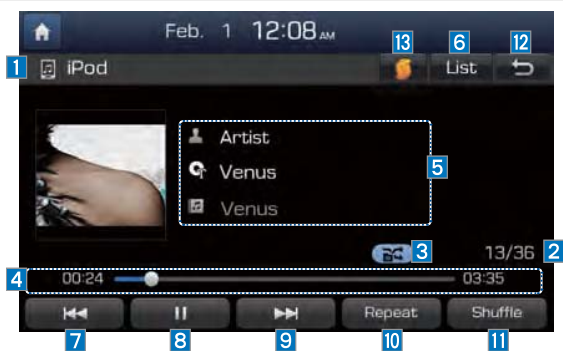 Feb. 1 12:08 AM
13 6 12
1 iPod List
Artist
Venus 5
Venus
3 13/36 2
4 00:24 03:35
Repeat Shuffle
7 8 9 10 11